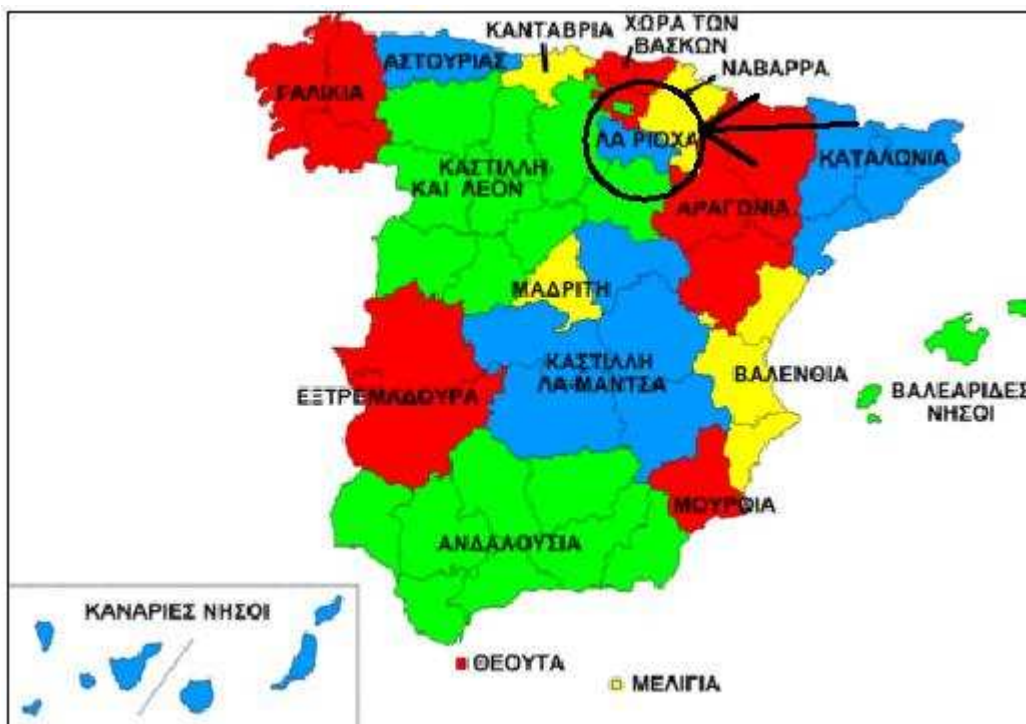 ΚΑΝΤΑΒΡΙΑ
ΧΩΡΑ ΤΩΝ
ΒΑΣΚΩΝ
ΝΑΒΑΡΡΑ
ΑΣΤΟΥΡΙΑΣ
ΓΑΛΙΚΙΑ
ΛΑ ΡΙΟΧΑ
ΚΑΤΑΛΩΝΙΑ
ΚΑΣΤΙΛΛΗ
ΚΑΙ ΛΕΟΝ
ΑΡΑΓΩΝΙΑ
ΜΑΔΡΙΤΗ
ΚΑΣΤΙΛΛΗ
ΛΑ-ΜΑΝΤΣΑ
ΒΑΛΕΝΘΙΑ
ΕΞΤΡΕΜΑΔΟΥΡΑ
ΒΑΛΕΑΡΙΔΕΣ
ΝΗΣΟΙ
ΜΟΥΡΘΙΑ
ΑΝΔΑΛΟΥΣΙΑ
ΚΑΝΑΡΙΕΣ ΝΗΣΟΙ
ΘΕΟΥΤΑ
ΜΕΛΙΓΙΑ